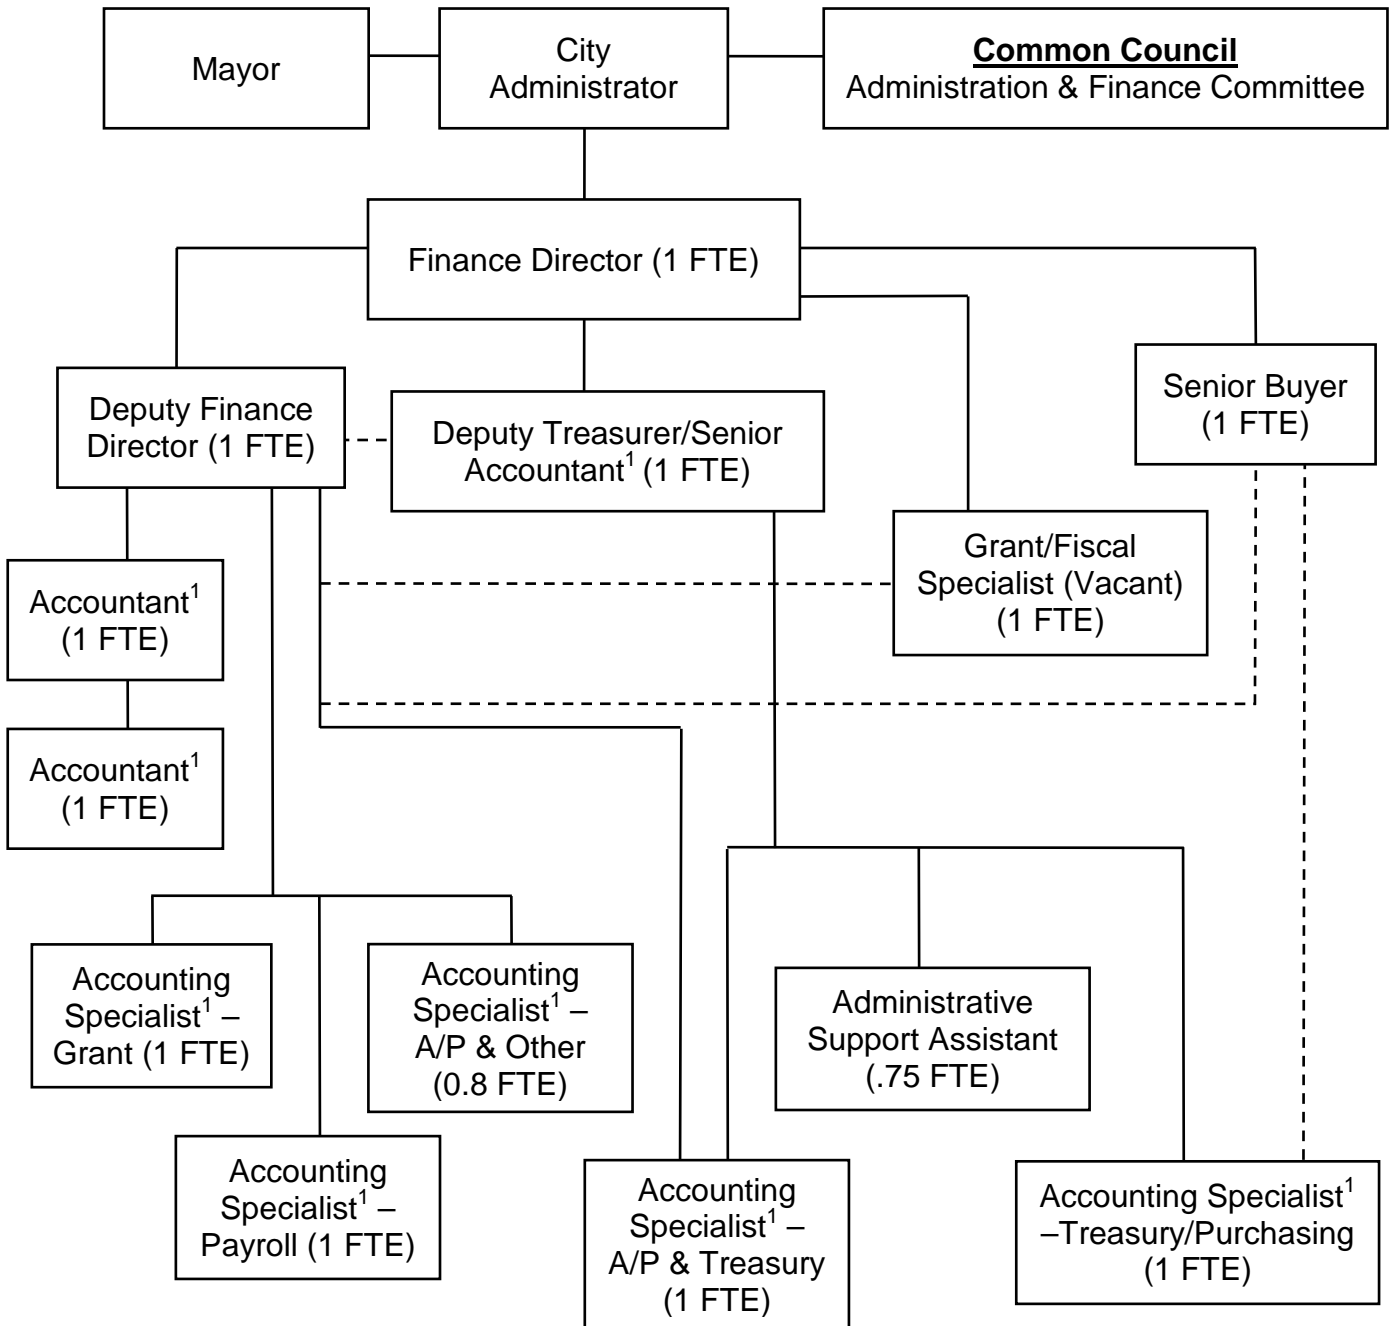 Mayor
City
Administrator
Common Council
Administration & Finance Committee
Finance Director (1 FTE)
Deputy Finance
Director (1 FTE)
Deputy Treasurer/Senior
Accountant¹ (1 FTE)
Senior Buyer
(1 FTE)
Grant/Fiscal
Specialist (Vacant)
(1 FTE)
Accountant¹
(1 FTE)
Accountant¹
(1 FTE)
Accounting
Specialist¹ –
Grant (1 FTE)
Accounting
Specialist¹ –
A/P & Other
(0.8 FTE)
Administrative
Support Assistant
(.75 FTE)
Accounting
Specialist¹ –
Payroll (1 FTE)
Accounting
Specialist¹ –
A/P & Treasury
(1 FTE)
Accounting Specialist¹
–Treasury/Purchasing
(1 FTE)